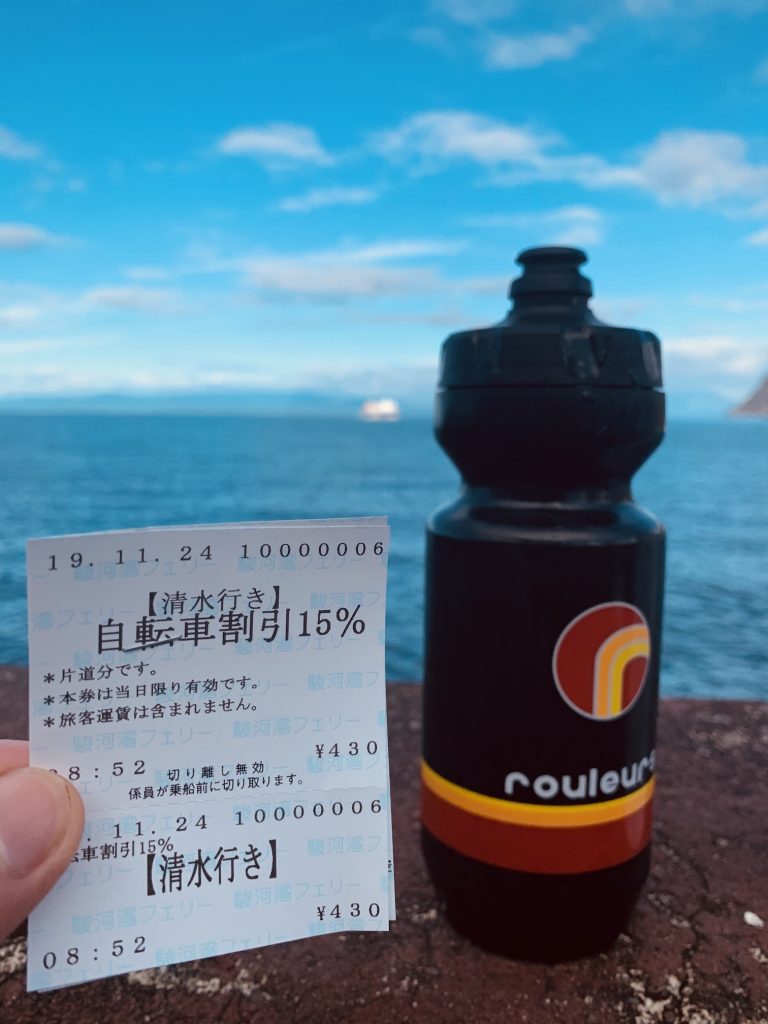 19.11.24 10000006
【清水行き】
自転車割引15%
＊片道分です。
＊本券は当日限り有効です。
＊旅客運賃は含まれません。
¥430
8:52 切り離し無効
係員が乗船前に切り取ります。
.11.24 10000006
車割引15%
【清水行き】
¥430
08:52
駿河湾フェリー
rouleur